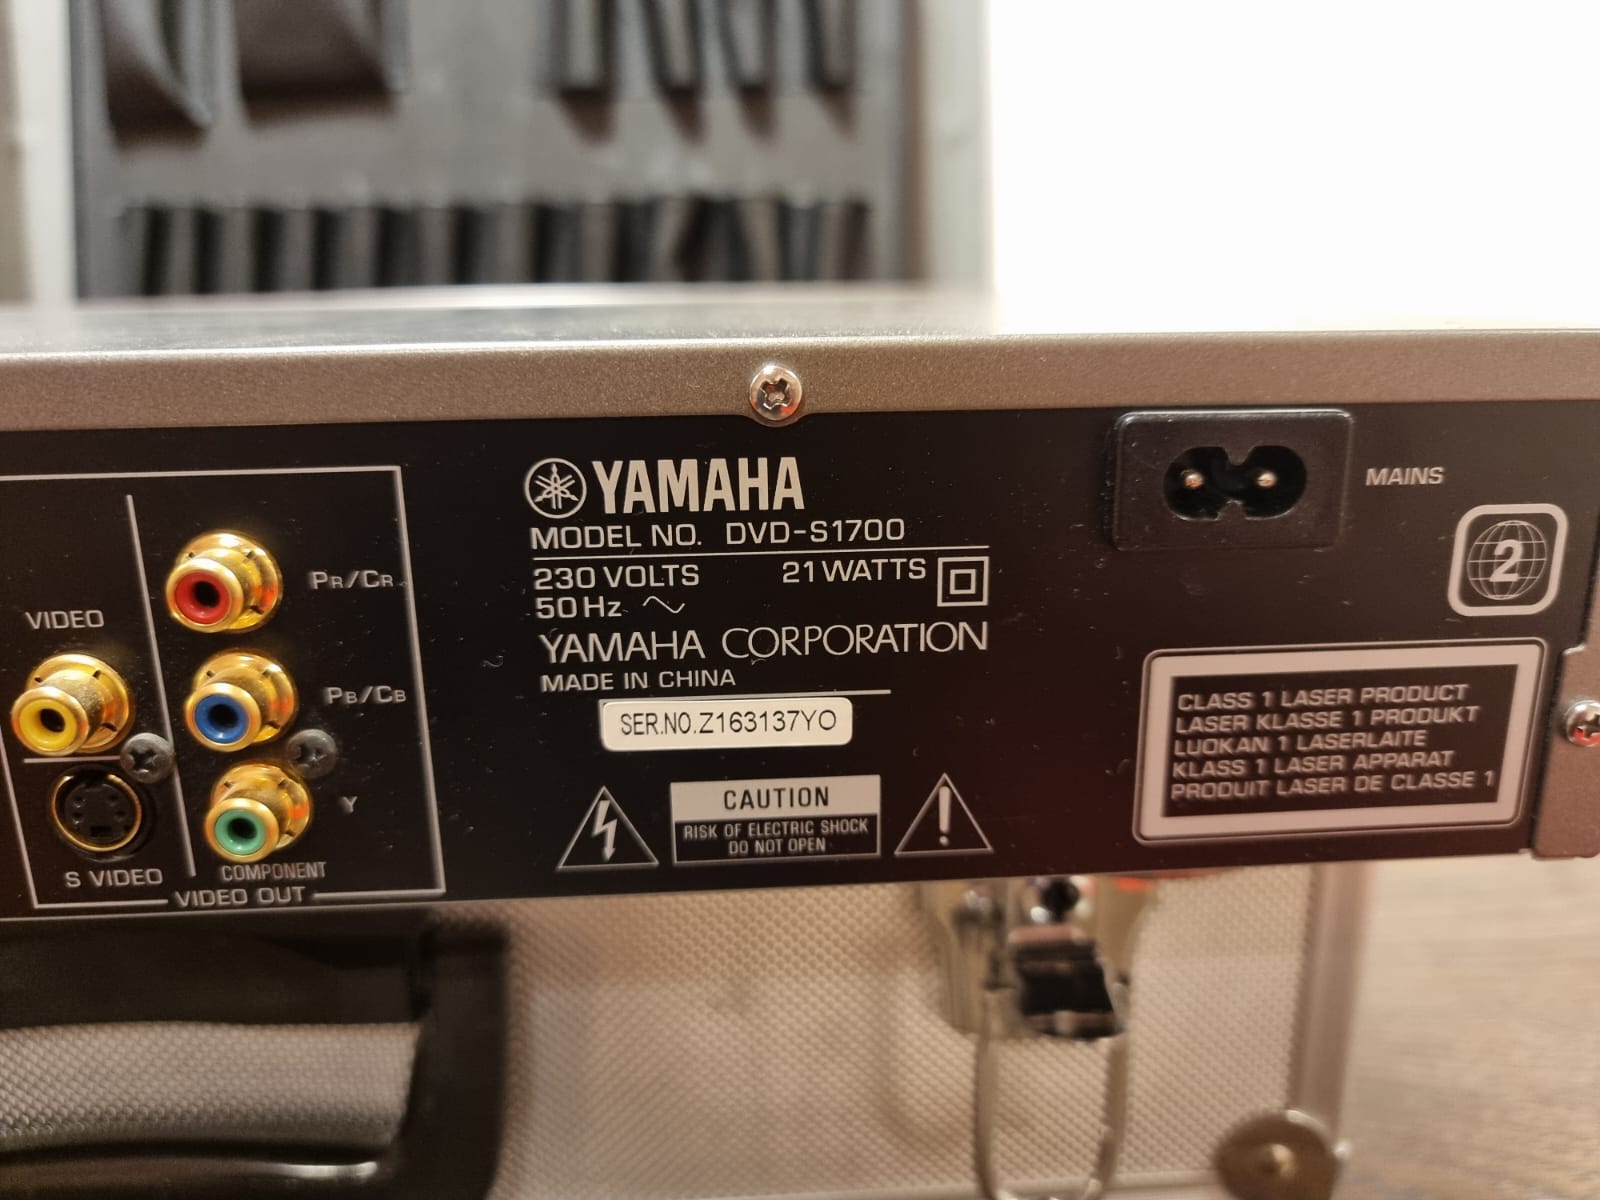 YAMAHA
MODEL NO. DVD-S1700
230 VOLTS 21 WATTS
50 Hz ~
YAMAHA CORPORATION
MADE IN CHINA
SER.NO.Z163137YO
CAUTION
RISK OF ELECTRIC SHOCK
DO NOT OPEN
VIDEO
S VIDEO
PR/CR
PB/CB
Y
COMPONENT
VIDEO OUT
MAINS
2
CLASS 1 LASER PRODUCT
LASER KLASSE 1 PRODUKT
LUOKAN 1 LASERLAITE
KLASS 1 LASER APPARAT
PRODUIT LASER DE CLASSE 1